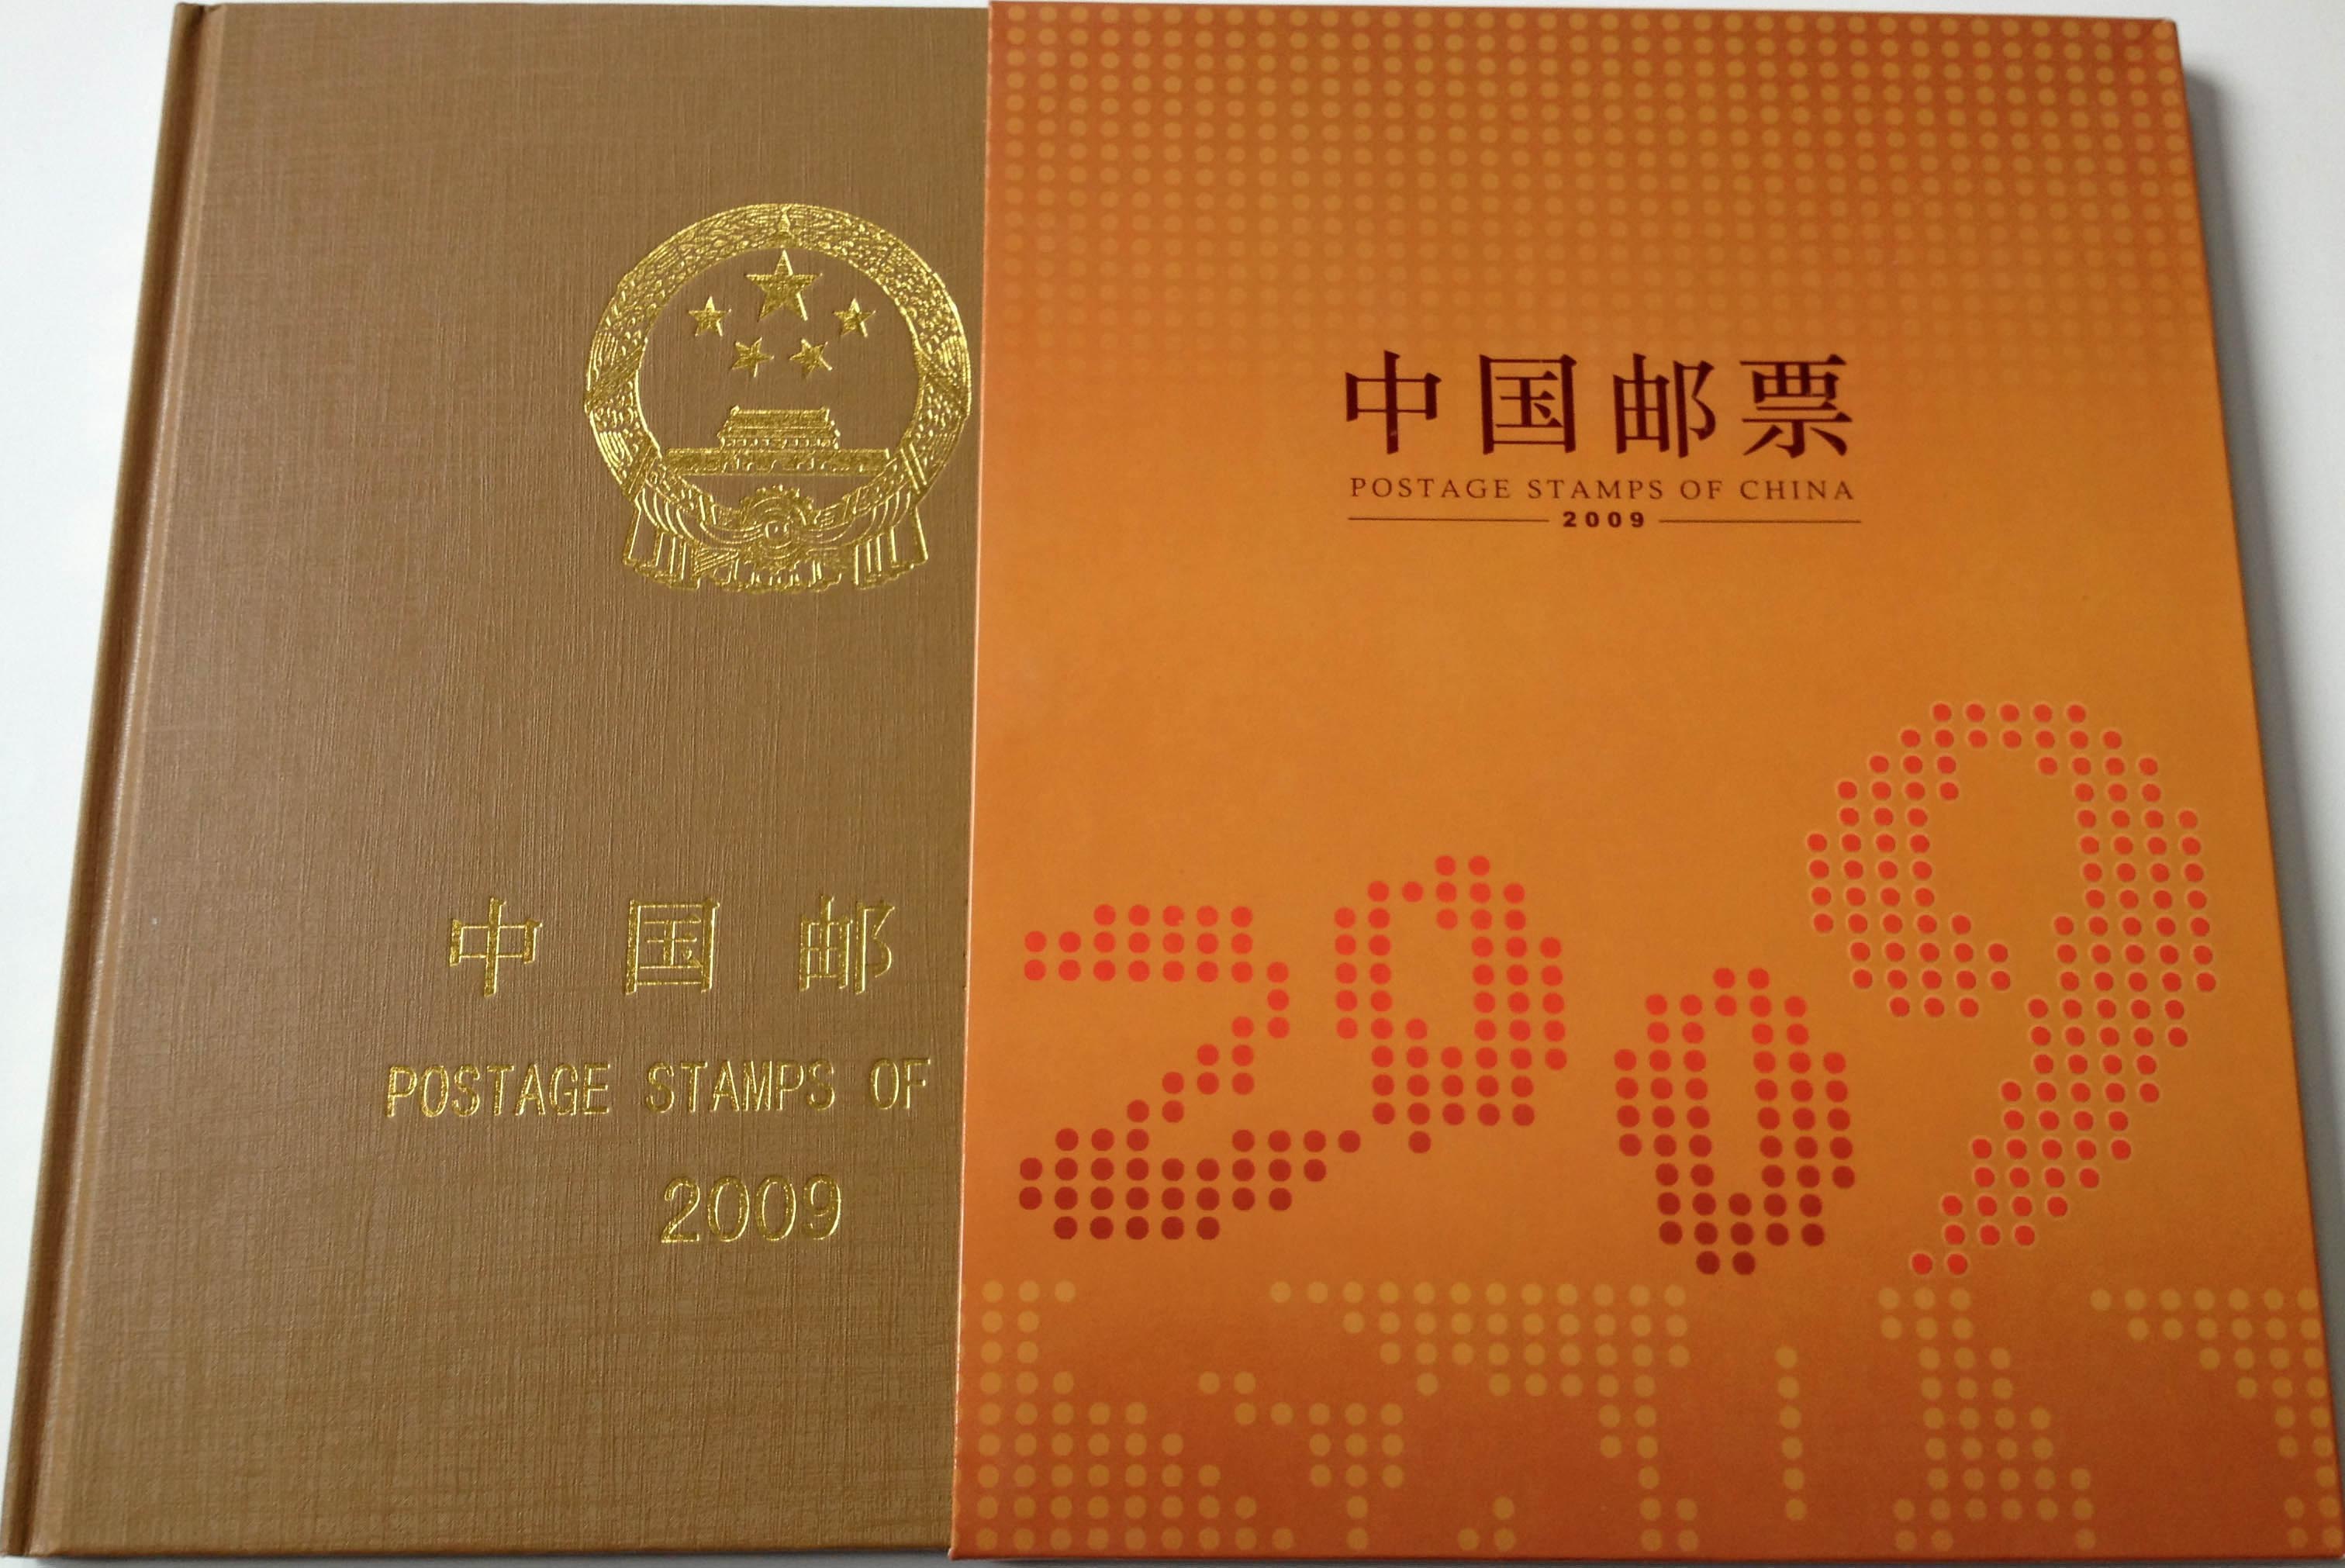 中国邮
POSTAGE STAMPS OF
2009
中国邮票
POSTAGE STAMPS OF CHINA
2009
2009